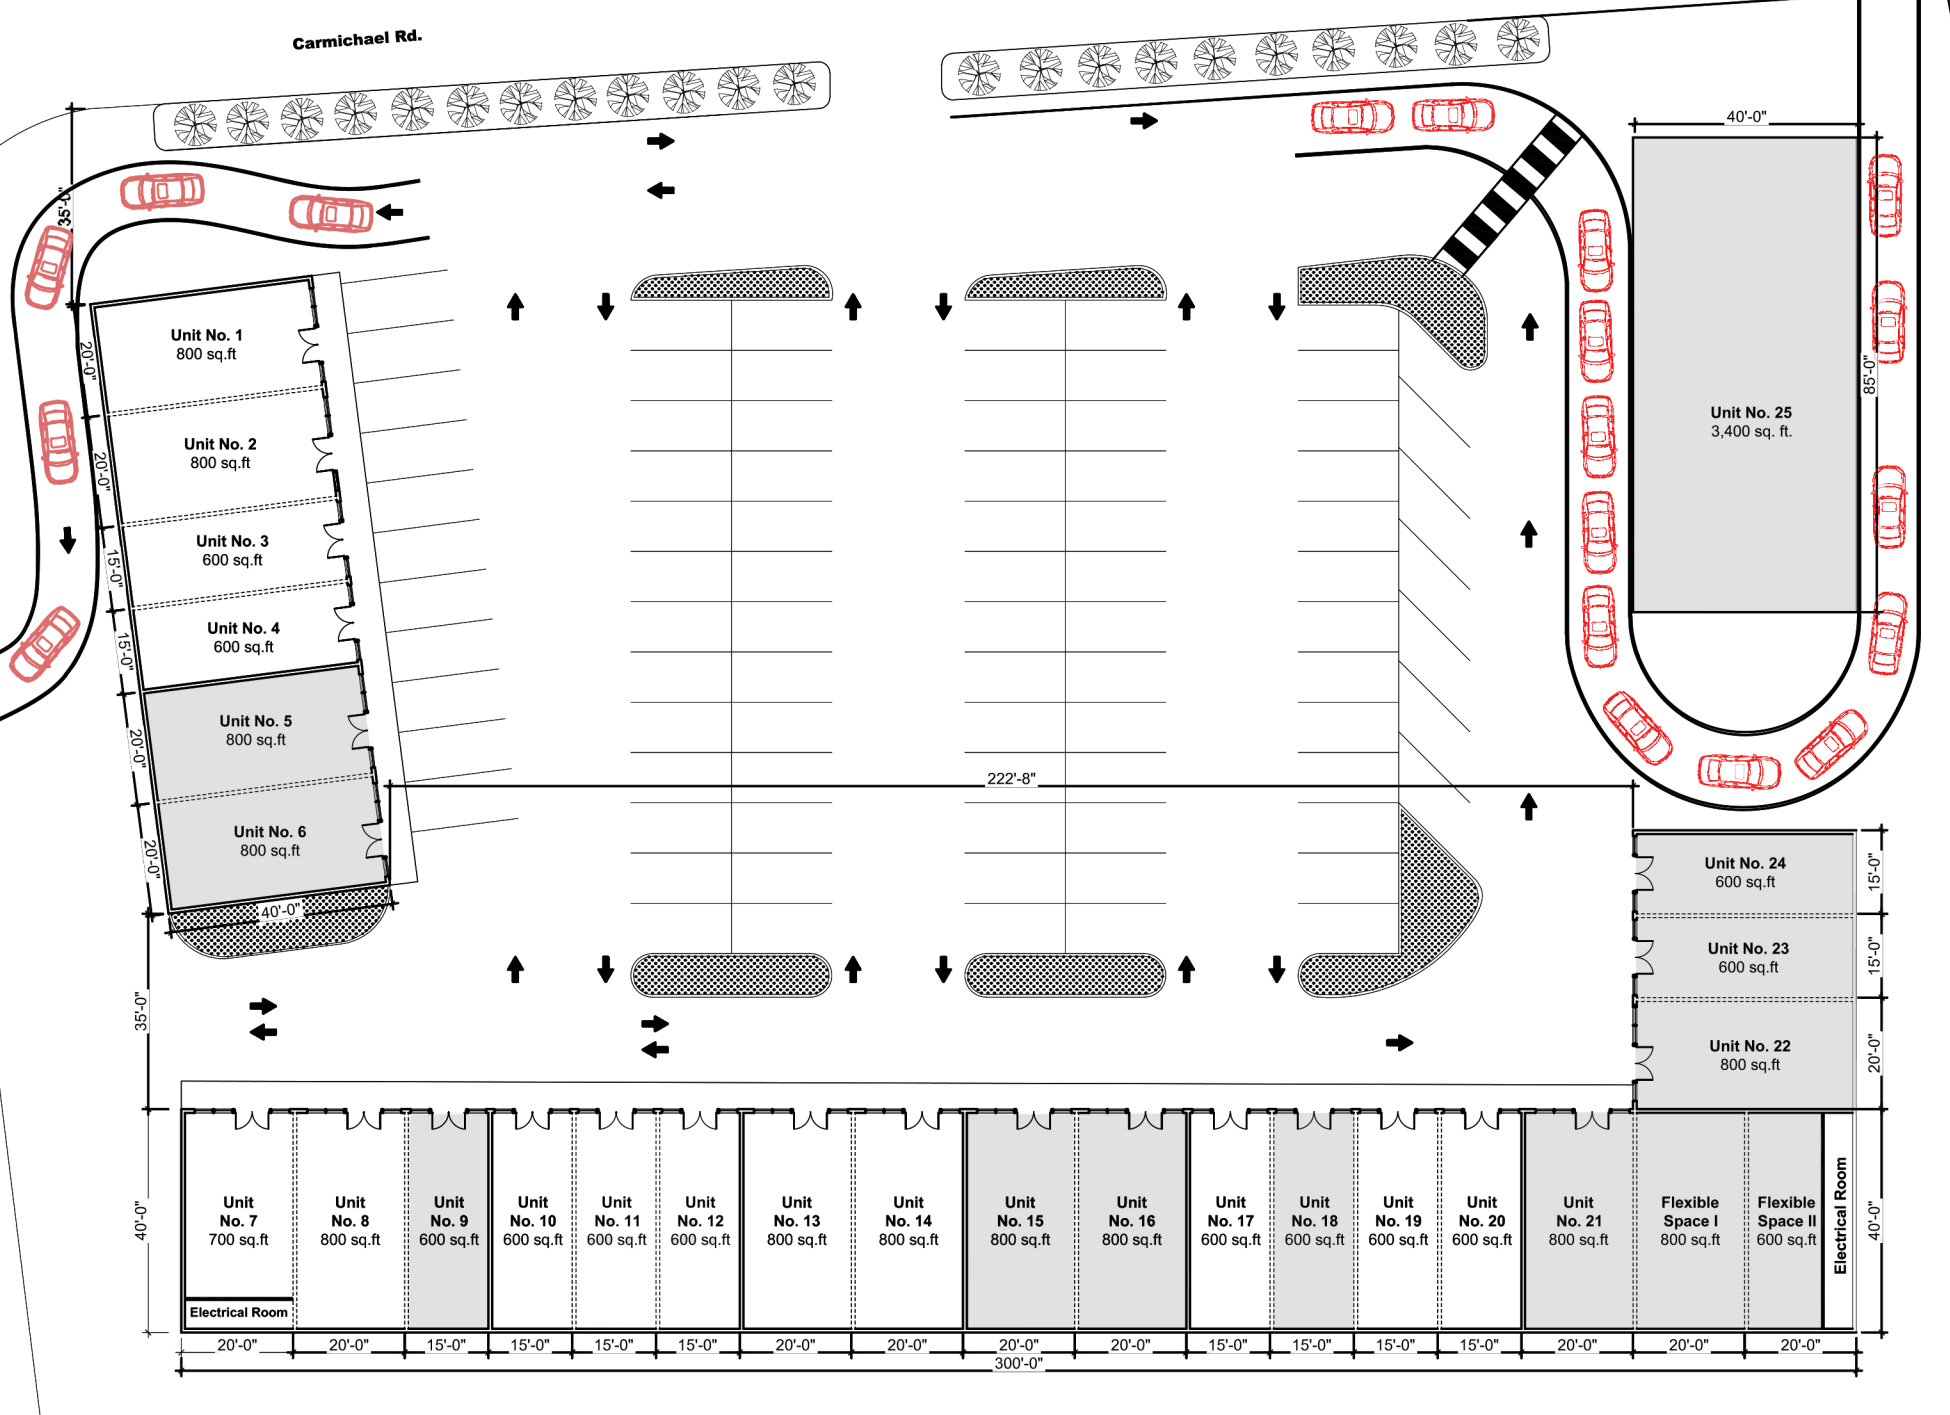 Carmichael Rd.
35'-0"
40'-0"
Unit No. 1
800 sq.ft
20'-0"
Unit No. 2
800 sq.ft
20'-0"
Unit No. 3
600 sq.ft
15'-0"
Unit No. 4
600 sq.ft
15'-0"
Unit No. 5
800 sq.ft
20'-0"
Unit No. 6
800 sq.ft
20'-0"
40'-0"
Unit No. 25
3,400 sq. ft.
85'-0"
222'-8"
Unit No. 24
600 sq.ft
15'-0"
Unit No. 23
600 sq.ft
15'-0"
Unit No. 22
800 sq.ft
20'-0"
35'-0"
40'-0"
Unit
No. 7
700 sq.ft
Electrical Room
Unit
No. 8
800 sq.ft
Unit
No. 9
600 sq.ft
Unit
No. 10
600 sq.ft
Unit
No. 11
600 sq.ft
Unit
No. 12
600 sq.ft
Unit
No. 13
800 sq.ft
Unit
No. 14
800 sq.ft
Unit
No. 15
800 sq.ft
Unit
No. 16
800 sq.ft
Unit
No. 17
600 sq.ft
Unit
No. 18
600 sq.ft
Unit
No. 19
600 sq.ft
Unit
No. 20
600 sq.ft
Unit
No. 21
800 sq.ft
Flexible
Space I
800 sq.ft
Flexible
Space II
600 sq.ft
Electrical Room
40'-0"
20'-0"
20'-0"
15'-0"
15'-0"
15'-0"
15'-0"
20'-0"
20'-0"
20'-0"
20'-0"
15'-0"
15'-0"
15'-0"
15'-0"
20'-0"
20'-0"
20'-0"
300'-0"